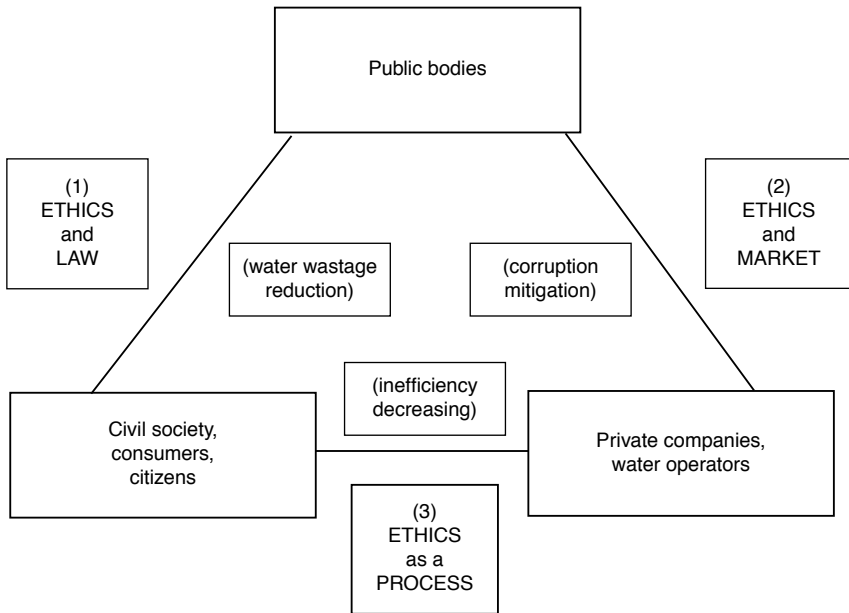 Public bodies
(1)
ETHICS
and
LAW
(2)
ETHICS
and
MARKET
(water wastage
reduction)
(corruption
mitigation)
(inefficiency
decreasing)
Civil society,
consumers,
citizens
Private companies,
water operators
(3)
ETHICS
as a
PROCESS